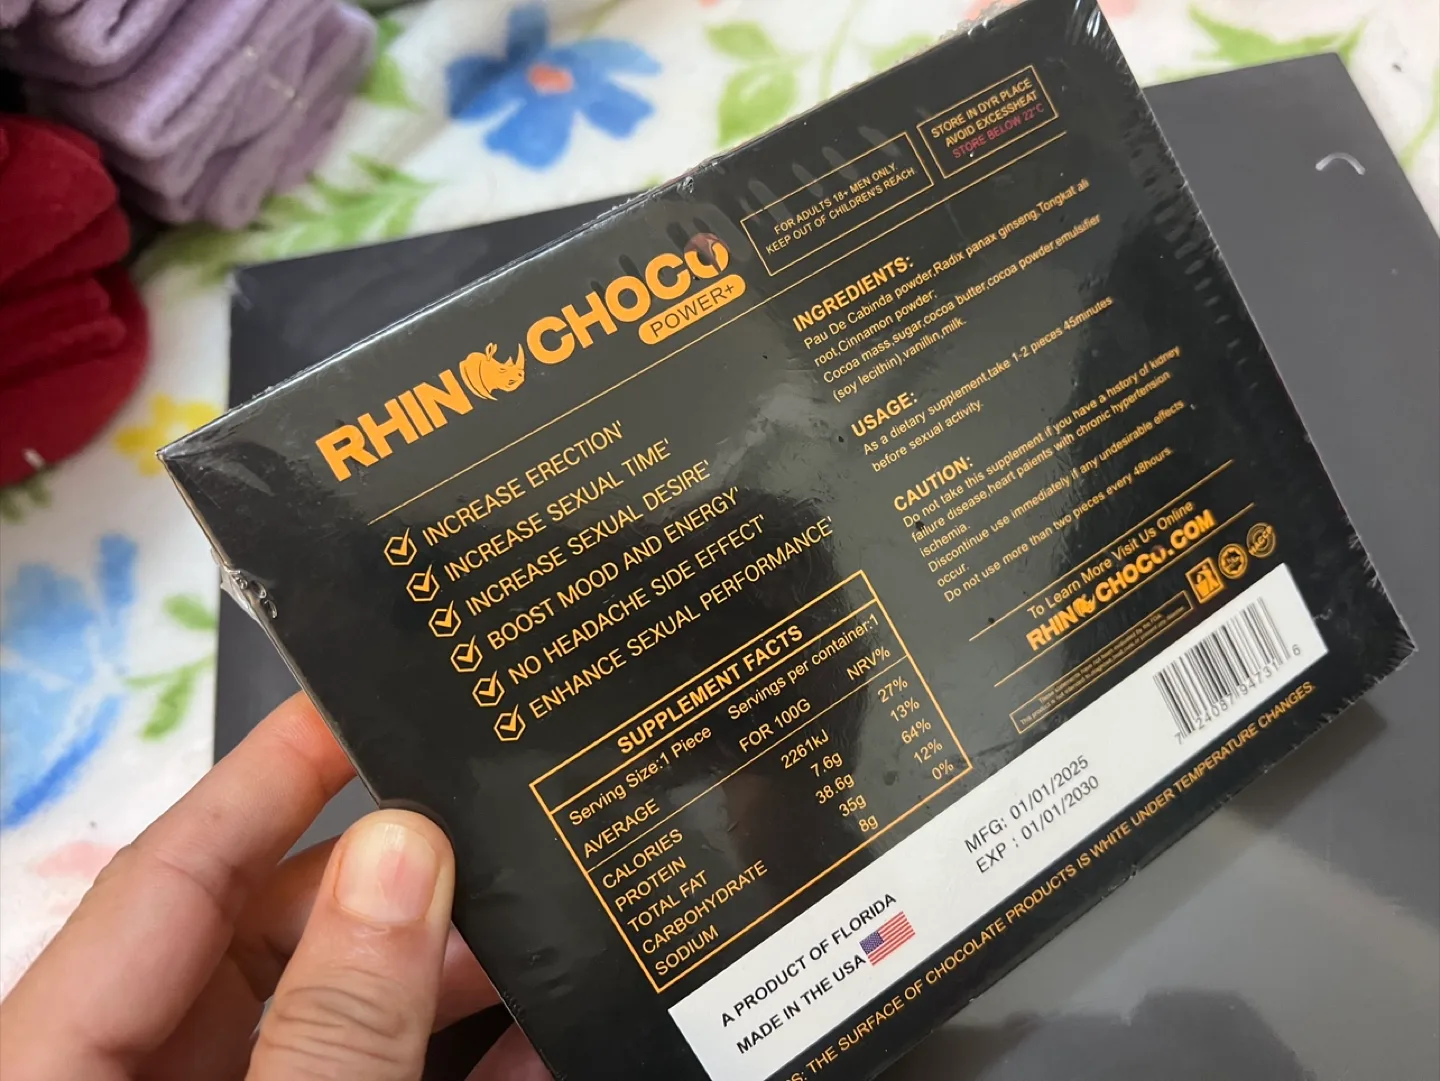 FOR ADULTS 18+ MEN ONLY
KEEP OUT OF CHILDREN'S REACH
STORE IN DYR PLACE
AVOID EXCESSHEAT
STORE BELOW 22°C
RHINO CHOCO
POWER+
INCREASE ERECTION'
INCREASE SEXUAL TIME'
INCREASE SEXUAL DESIRE'
BOOST MOOD AND ENERGY'
NO HEADACHE SIDE EFFECT'
ENHANCE SEXUAL PERFORMANCE'
SUPPLEMENT FACTS
Serving Size:1 Piece Servings per container:1
AVERAGE FOR 100G NRV%
CALORIES 2261kJ 27%
PROTEIN 7.6g 13%
TOTAL FAT 38.6g 64%
CARBOHYDRATE 35g 12%
SODIUM 8g 0%
INGREDIENTS:
Pau De Cabinda powder,Radix panax ginseng,Tongkat ali
root,Cinnamon powder;
Cocoa mass,sugar,cocoa butter,cocoa powder,emulsifier
(soy lecithin),vanillin,milk.
USAGE:
As a dietary supplement,take 1-2 pieces 45minutes
before sexual activity.
CAUTION:
Do not take this supplement if you have a history of kidney
failure disease,heart patients with chronic hypertension
ischemia.
Discontinue use immediately if any undesirable effects
occur.
Do not use more than two pieces every 48hours.
To Learn More Visit Us Online
RHINO CHOCO.COM
7 24087 94731 6
MFG: 01/01/2025
EXP : 01/01/2030
A PRODUCT OF FLORIDA
MADE IN THE USA
: THE SURFACE OF CHOCOLATE PRODUCTS IS WHITE UNDER TEMPERATURE CHANGES.